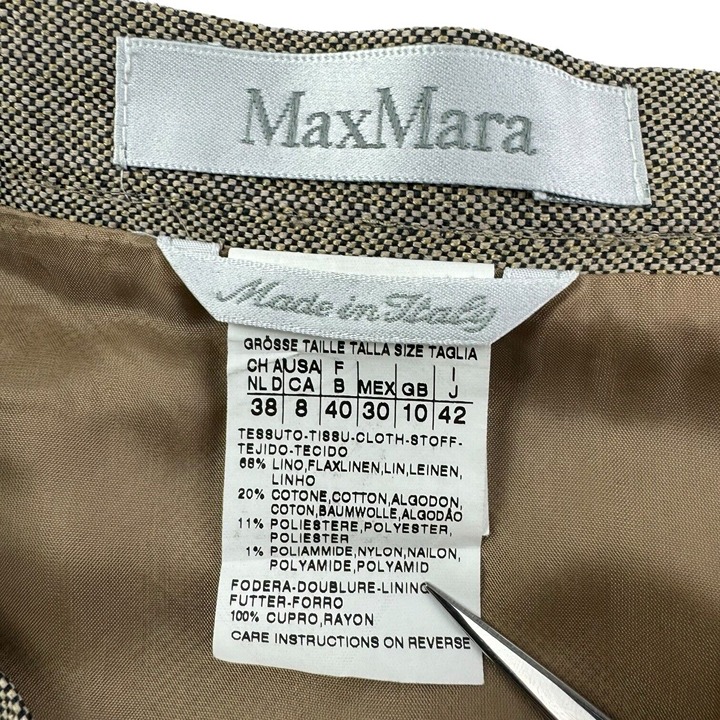 MaxMara
Made in Italy
GRÖSSE TAILLE TALLA SIZE TAGLIA
CH A USA F I
NL D CA B MEX GB J
38 8 40 30 10 42
TESSUTO-TISSU-CLOTH-STOFF-
TEJIDO-TECIDO
68% LINO,FLAXLINEN,LIN,LEINEN,
LINHO
20% COTONE,COTTON,ALGODON,
COTON,BAUMWOLLE,ALGODÃO
11% POLIESTERE,POLYESTER,
POLIESTER
1% POLIAMMIDE,NYLON,NAILON,
POLYAMIDE,POLYAMID
FODERA-DOUBLURE-LINING
FUTTER-FORRO
100% CUPRO,RAYON
CARE INSTRUCTIONS ON REVERSE